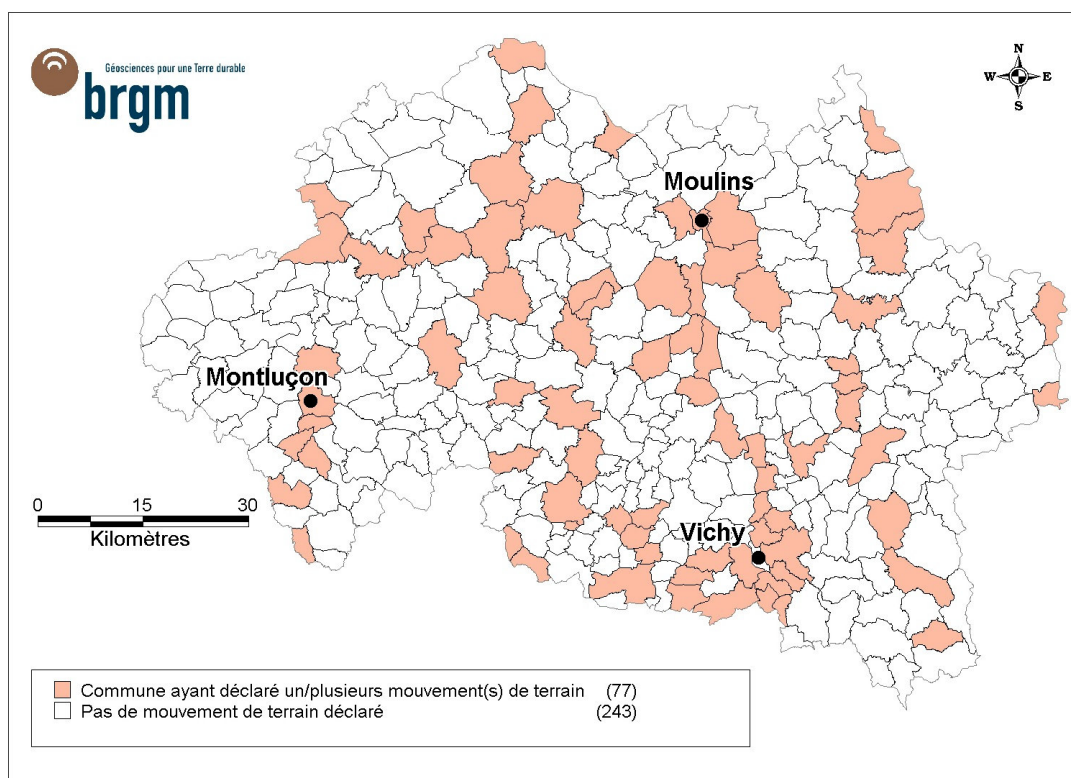 Géosciences pour une Terre durable
brgm
N
W E
S
Moulins
Montluçon
Vichy
0 15 30
Kilomètres
Commune ayant déclaré un/plusieurs mouvement(s) de terrain (77)
Pas de mouvement de terrain déclaré (243)